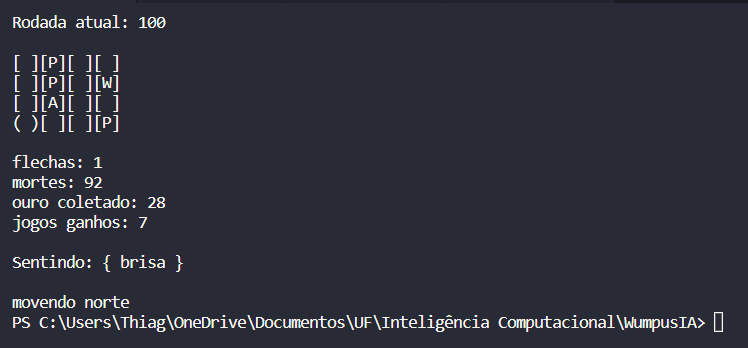 Rodada atual: 100
[ ][P][ ][ ]
[ ][P][ ][W]
[ ][A][ ][ ]
( )[ ][ ][P]
flechas: 1
mortes: 92
ouro coletado: 28
jogos ganhos: 7
Sentindo: { brisa }
movendo norte
PS C:\Users\Thiag\OneDrive\Documentos\UF\Inteligência Computacional\WumpusIA>